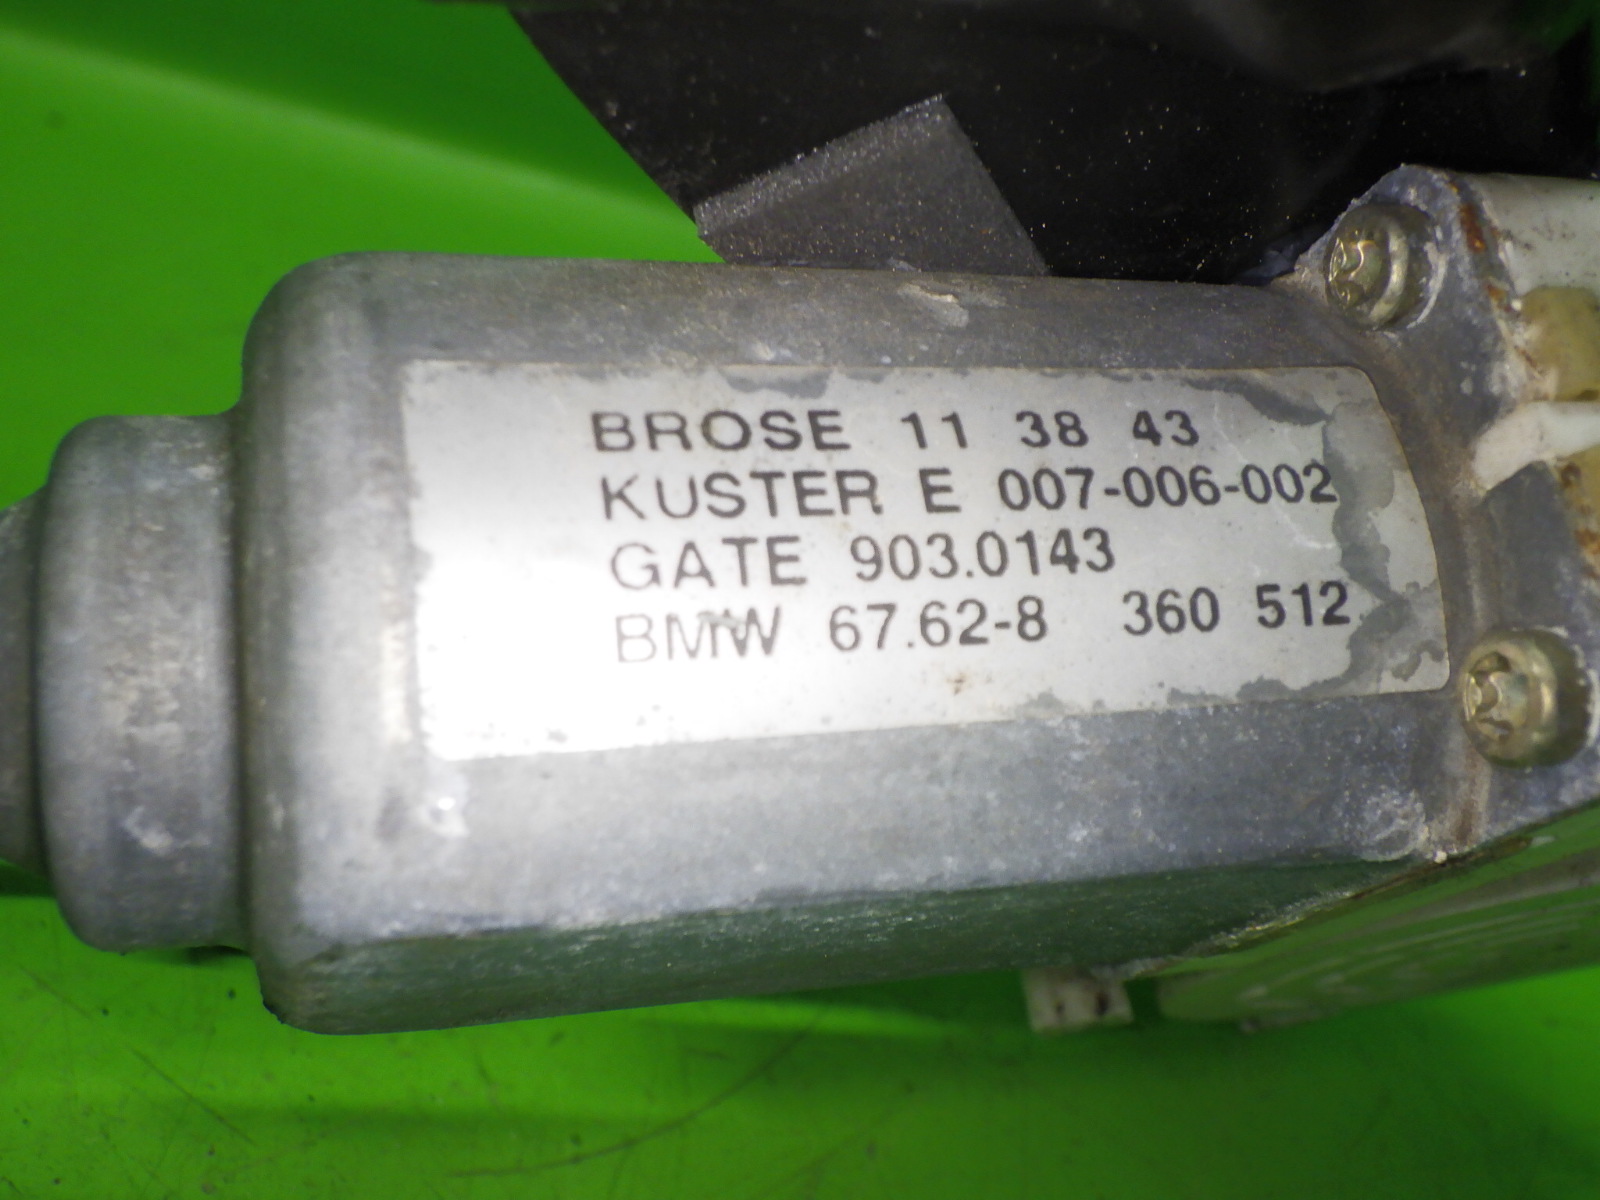 BROSE 11 38 43
KUSTER E 007-006-002
GATE 903.0143
BMW 67.62-8 360 512